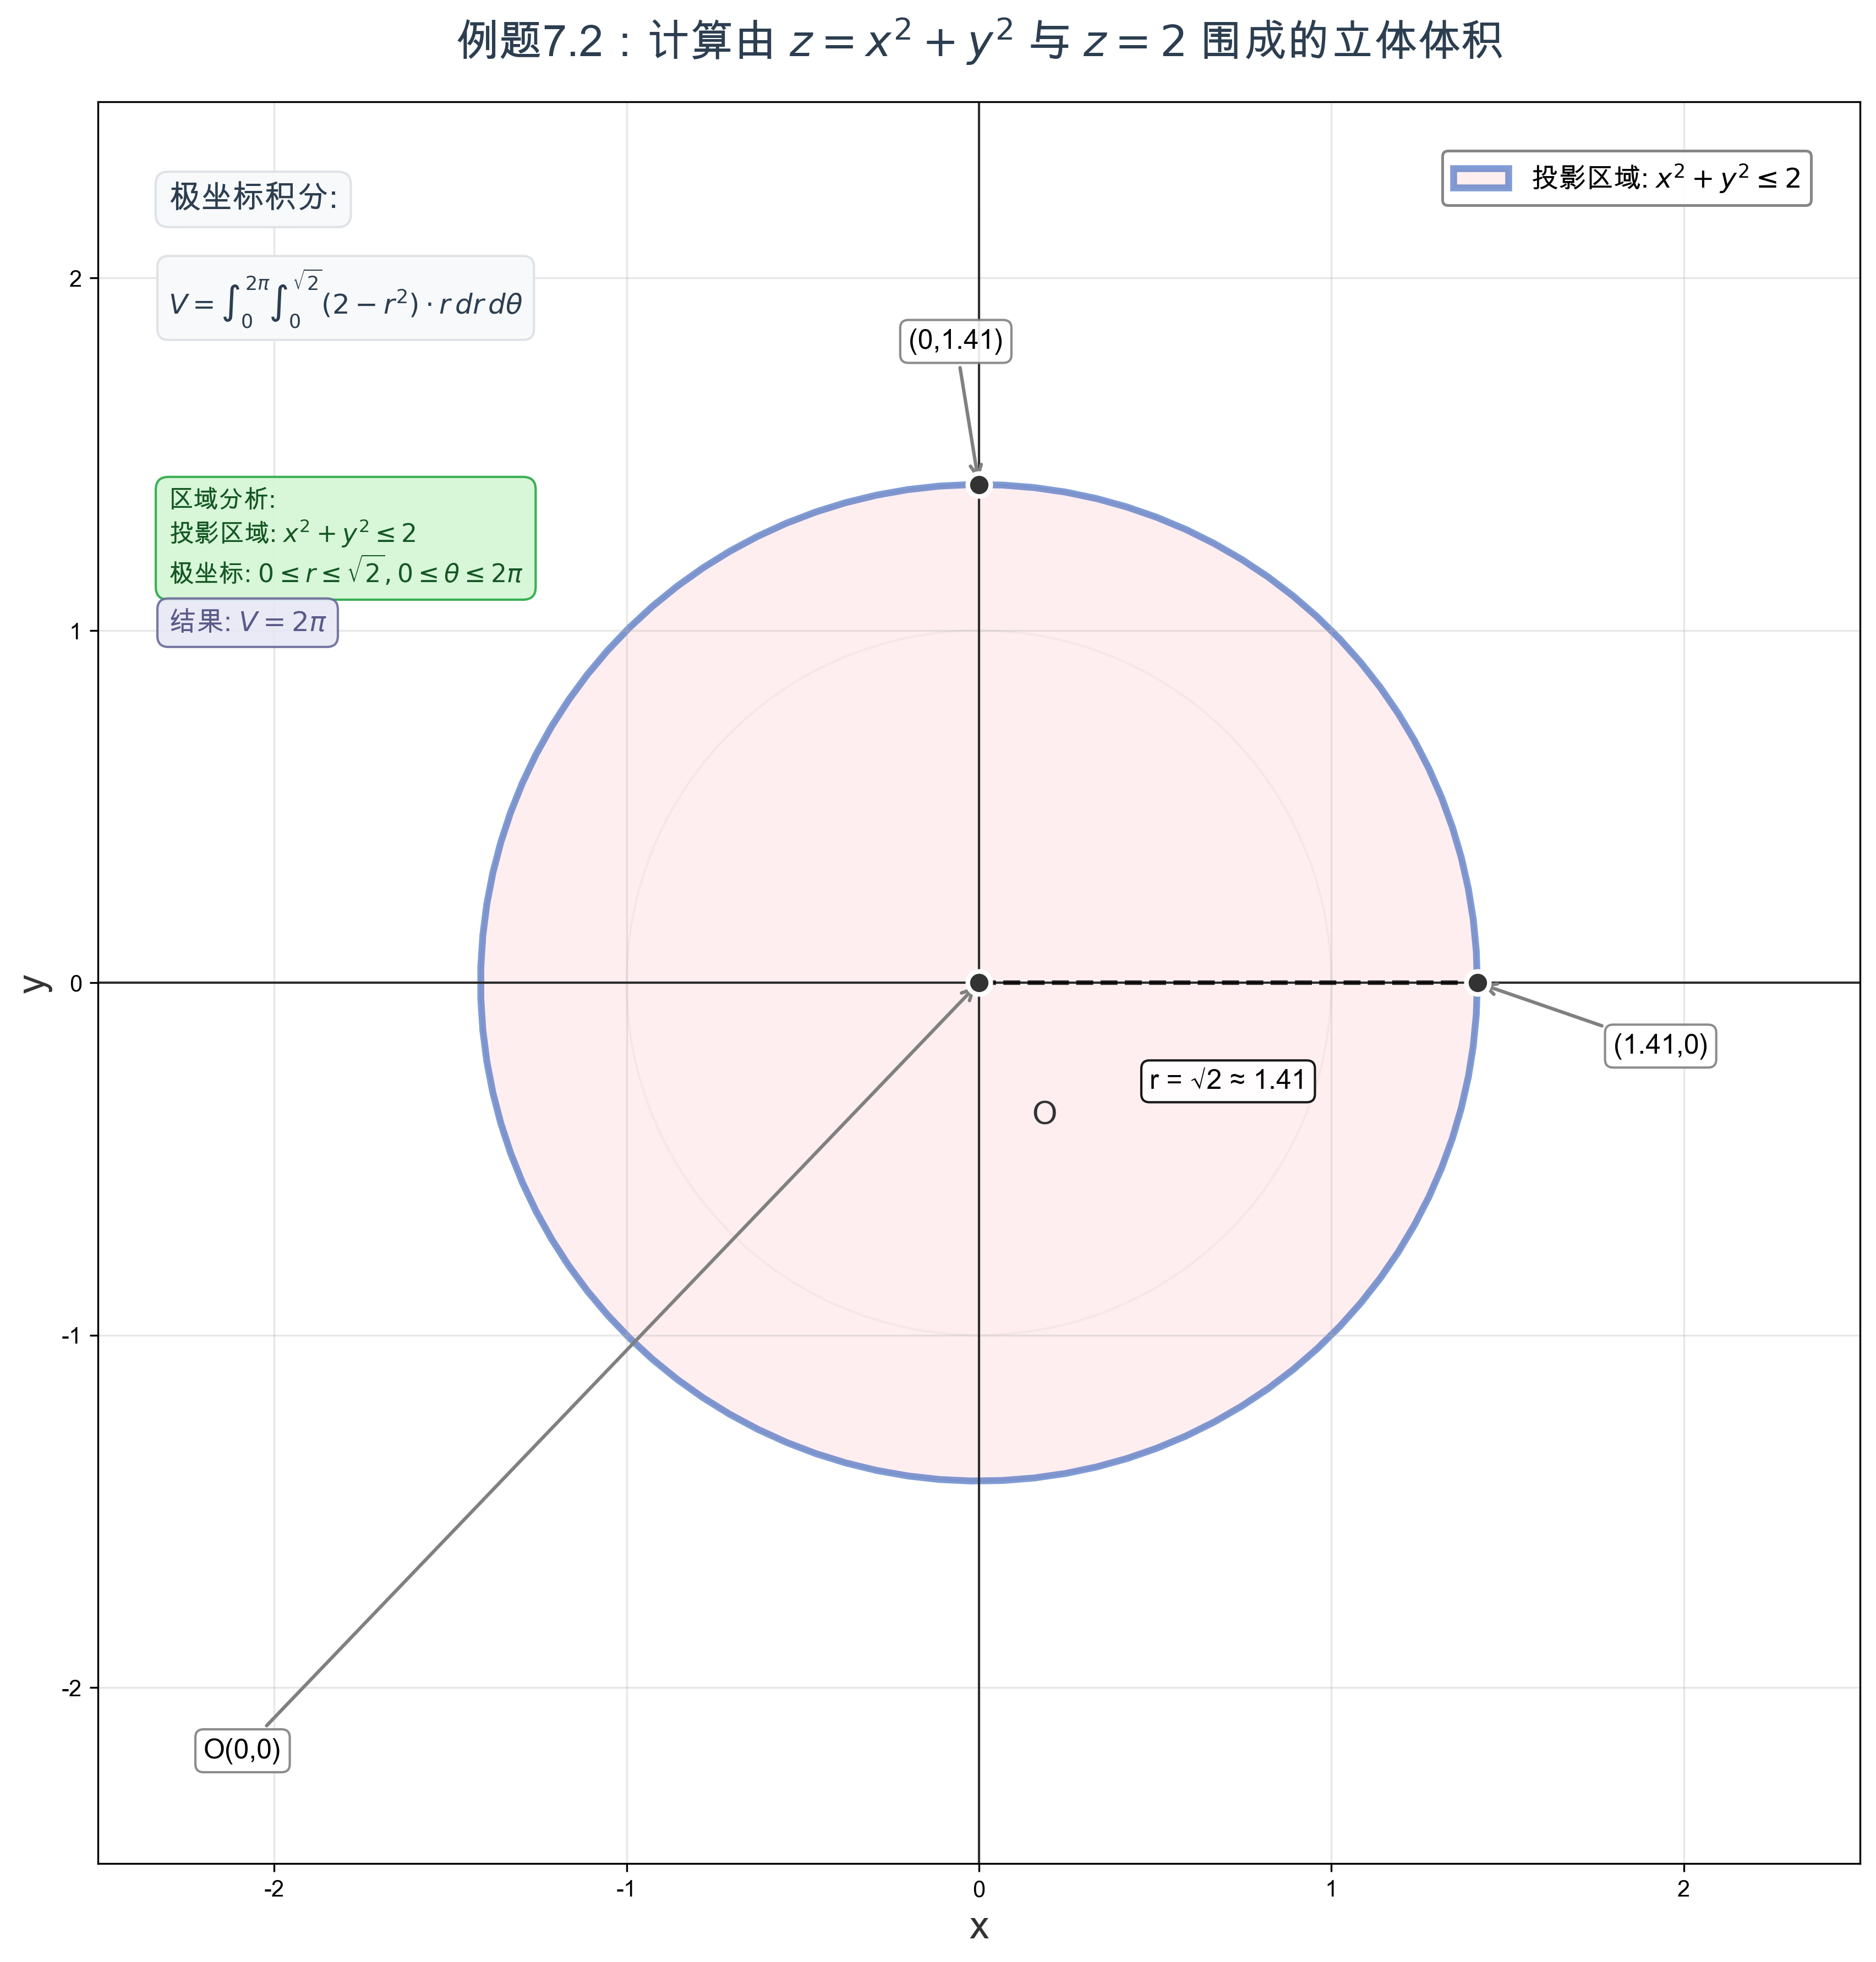 例题7.2：计算由 z = x² + y² 与 z = 2 围成的立体体积
极坐标积分:
投影区域: x² + y² ≤ 2
V = ∫₀^{2π} ∫₀^{√2} (2 − r²) · r dr dθ
(0,1.41)
区域分析:
投影区域: x² + y² ≤ 2
极坐标: 0 ≤ r ≤ √2, 0 ≤ θ ≤ 2π
结果: V = 2π
(1.41,0)
r = √2 ≈ 1.41
O
O(0,0)
2
1
0
-1
-2
y
-2
-1
0
1
2
x